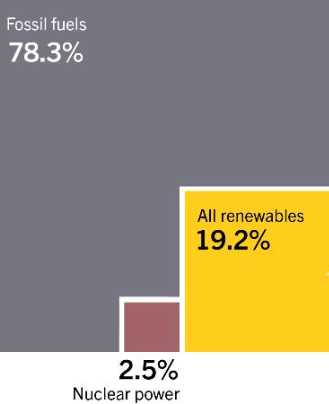 Fossil fuels
78.3%
All renewables
19.2%
2.5%
Nuclear power